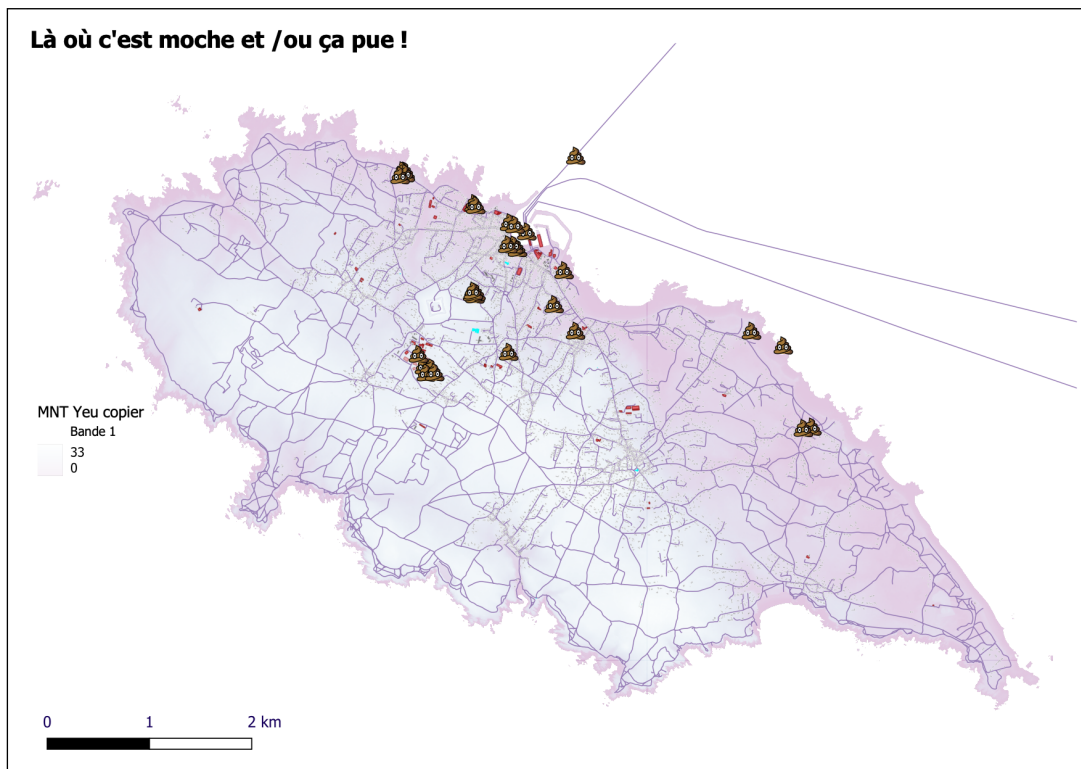 Là où c'est moche et /ou ça pue !
MNT Yeu copier
Bande 1
33
0
0 1 2 km